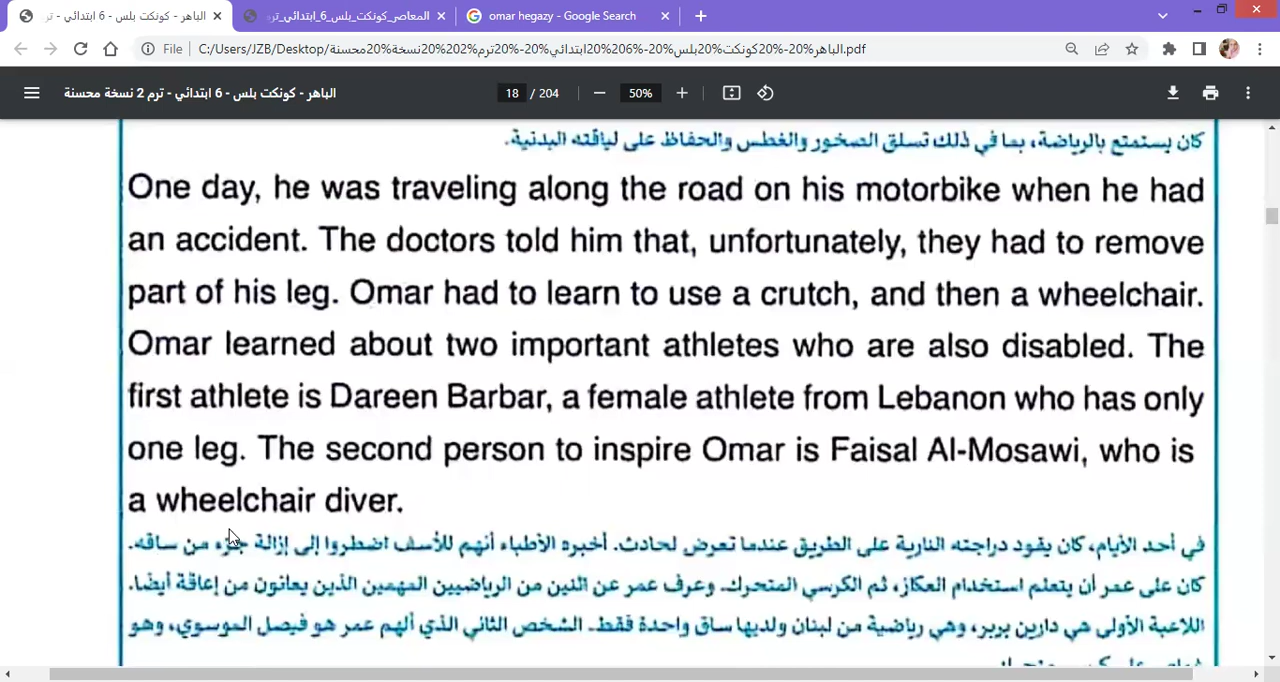 الباهر - كونكت بلس - 6 ابتدائي - تر
المعاصر_كونكت_بلس_6_ابتدائي_تر
omar hegazy - Google Search
File C:/Users/JZB/Desktop/الباهر%20-%20كونكت%20بلس%20-%206%20ابتدائي%20-%20ترم%202%20نسخة%20محسنة.pdf
الباهر - كونكت بلس - 6 ابتدائي - ترم 2 نسخة محسنة
18 / 204
50%
كان يستمتع بالرياضة، بما في ذلك تسلق الصخور والغطس والحفاظ على لياقته البدنية.
One day, he was traveling along the road on his motorbike when he had
an accident. The doctors told him that, unfortunately, they had to remove
part of his leg. Omar had to learn to use a crutch, and then a wheelchair.
Omar learned about two important athletes who are also disabled. The
first athlete is Dareen Barbar, a female athlete from Lebanon who has only
one leg. The second person to inspire Omar is Faisal Al-Mosawi, who is
a wheelchair diver.
في أحد الأيام، كان يقود دراجته النارية على الطريق عندما تعرض لحادث. أخبره الأطباء أنهم للأسف اضطروا إلى إزالة جزء من ساقه.
كان على عمر أن يتعلم استخدام العكاز، ثم الكرسي المتحرك. وعرف عمر عن اثنين من الرياضيين المهمين الذين يعانون من إعاقة أيضًا.
اللاعبة الأولى هي دارين بربر، وهي رياضية من لبنان ولديها ساق واحدة فقط. الشخص الثاني الذي ألهم عمر هو فيصل الموسوي، وهو